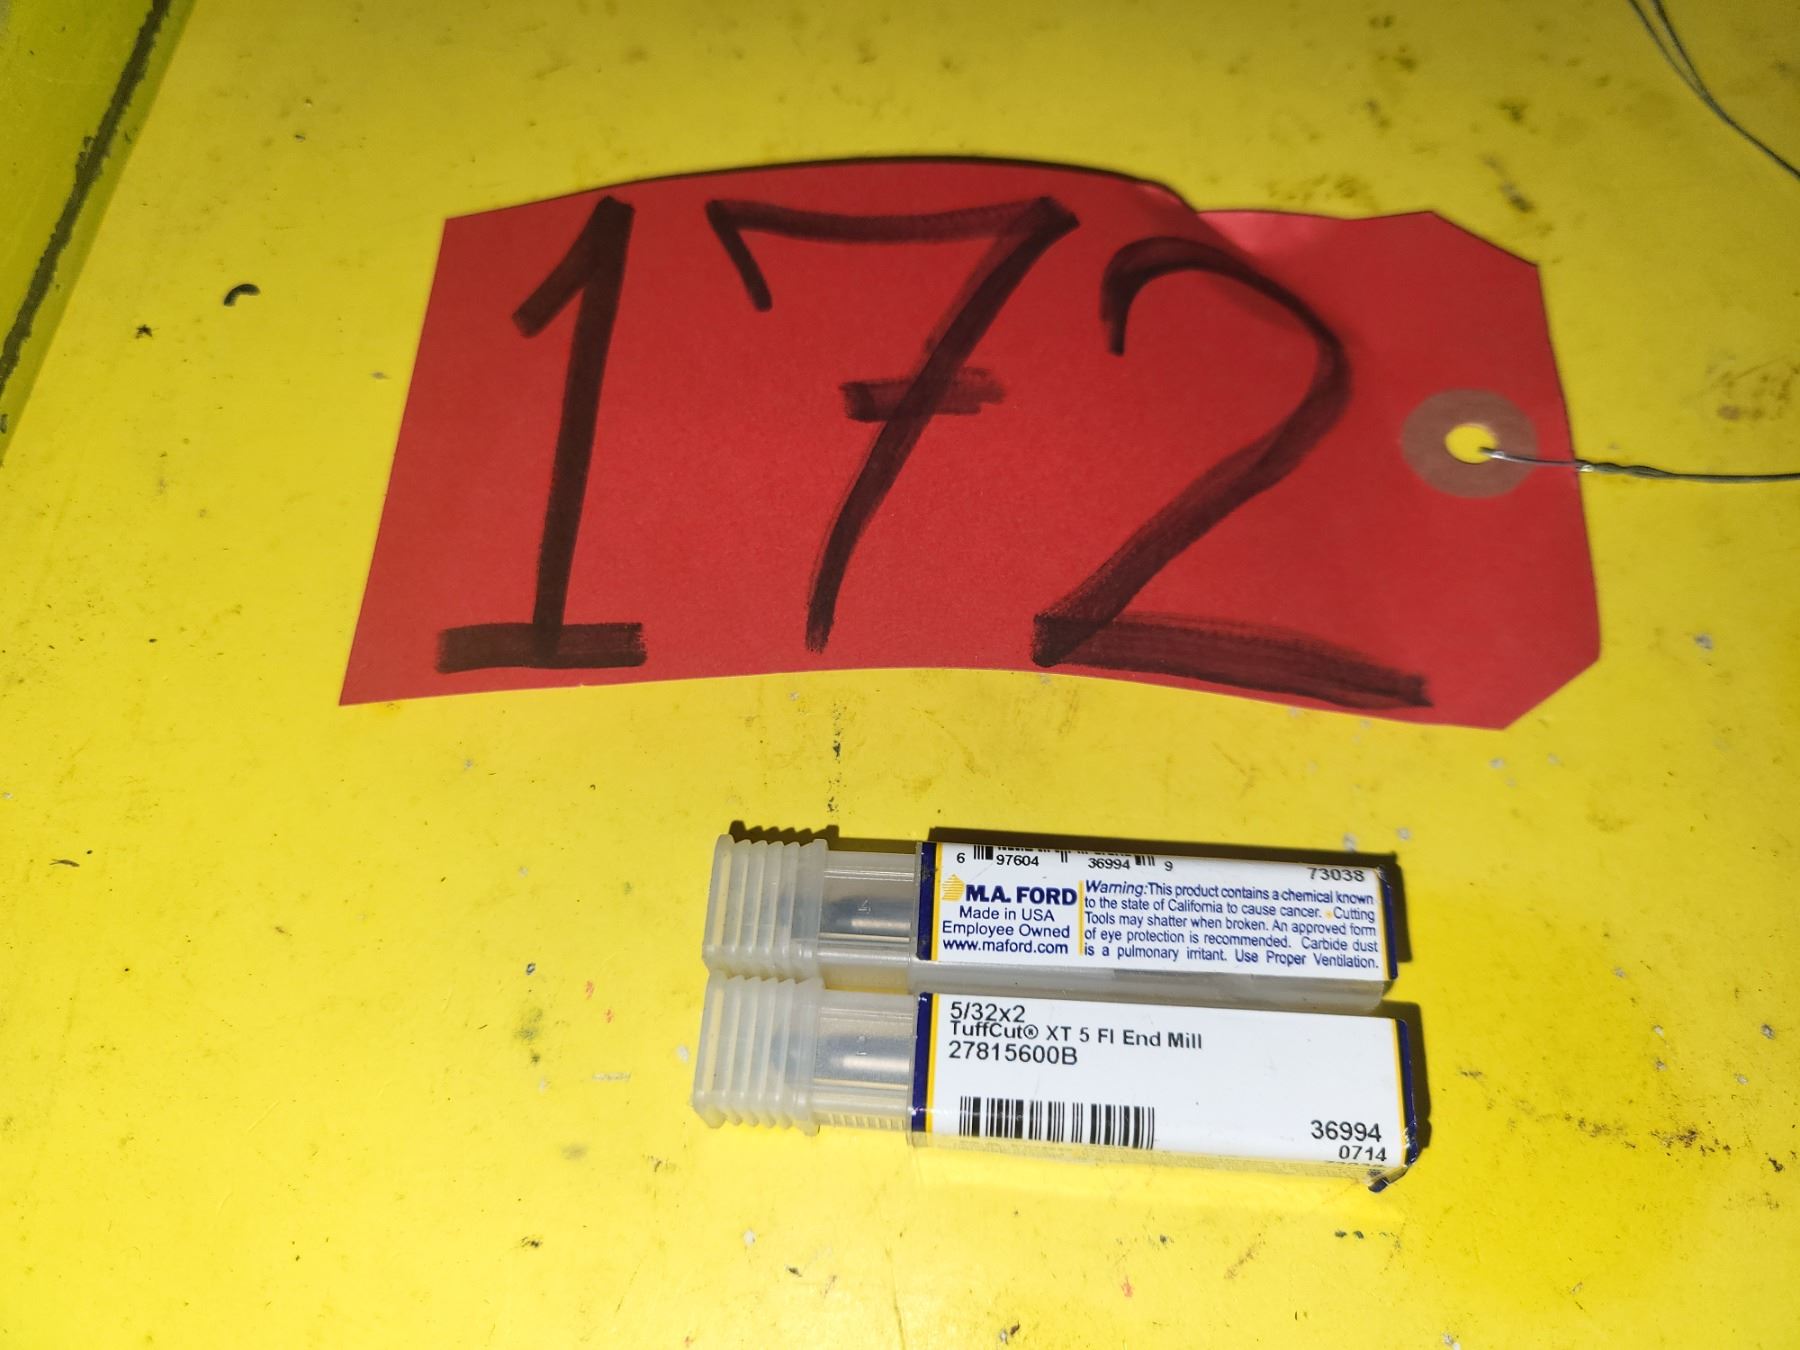 172
6 97604 36994 9
73038
M.A. FORD
Made in USA
Employee Owned
www.maford.com
Warning:This product contains a chemical known
to the state of California to cause cancer. Cutting
Tools may shatter when broken. An approved form
of eye protection is recommended. Carbide dust
is a pulmonary irritant. Use Proper Ventilation.
5/32x2
TuffCut® XT 5 Fl End Mill
27815600B
36994
0714